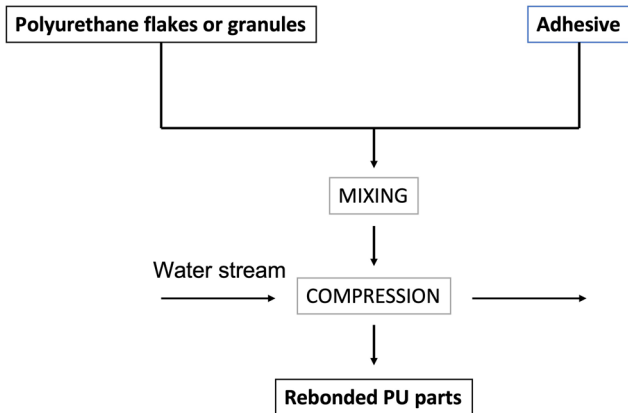 Polyurethane flakes or granules
Adhesive
MIXING
Water stream
COMPRESSION
Rebonded PU parts